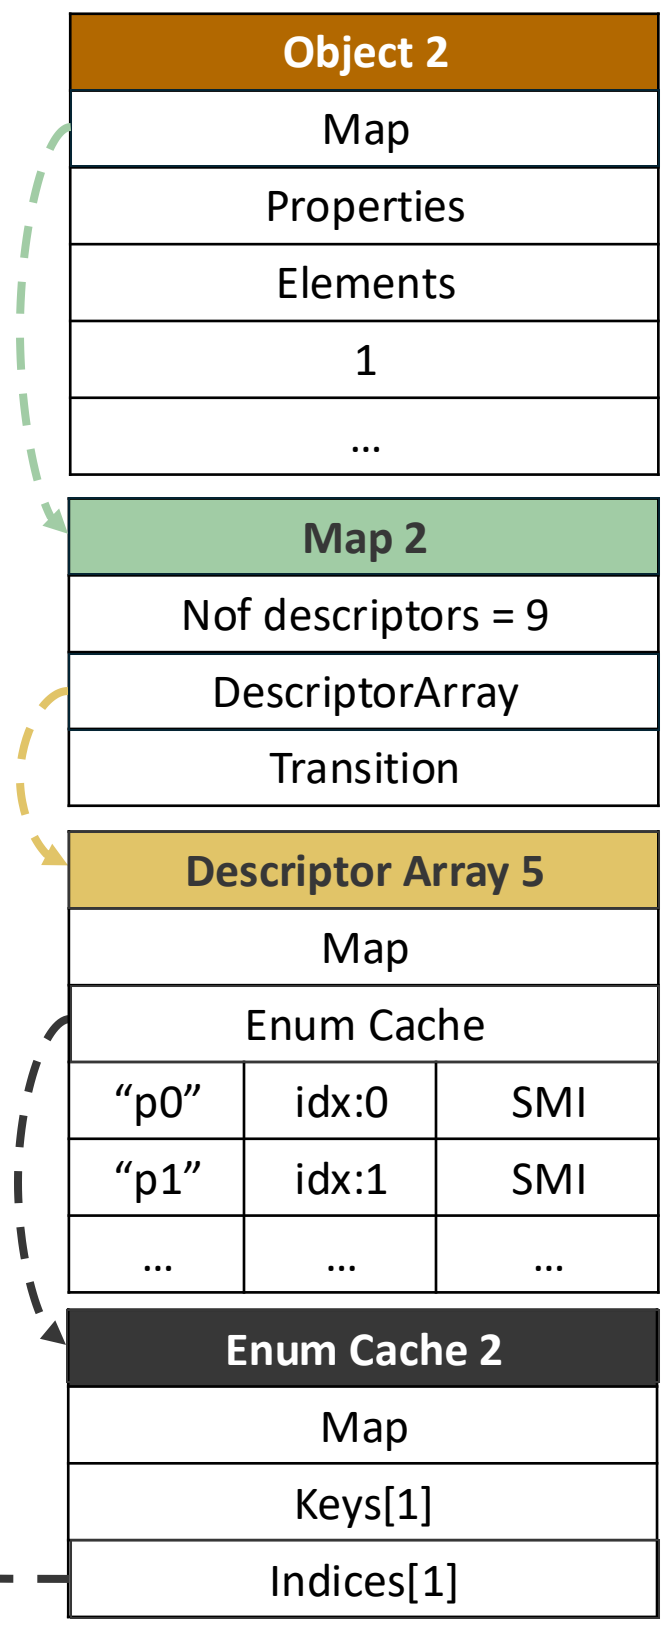 Object 2
Map
Properties
Elements
1
...
Map 2
Nof descriptors = 9
DescriptorArray
Transition
Descriptor Array 5
Map
Enum Cache
“p0” idx:0 SMI
“p1” idx:1 SMI
... ... ...
Enum Cache 2
Map
Keys[1]
Indices[1]